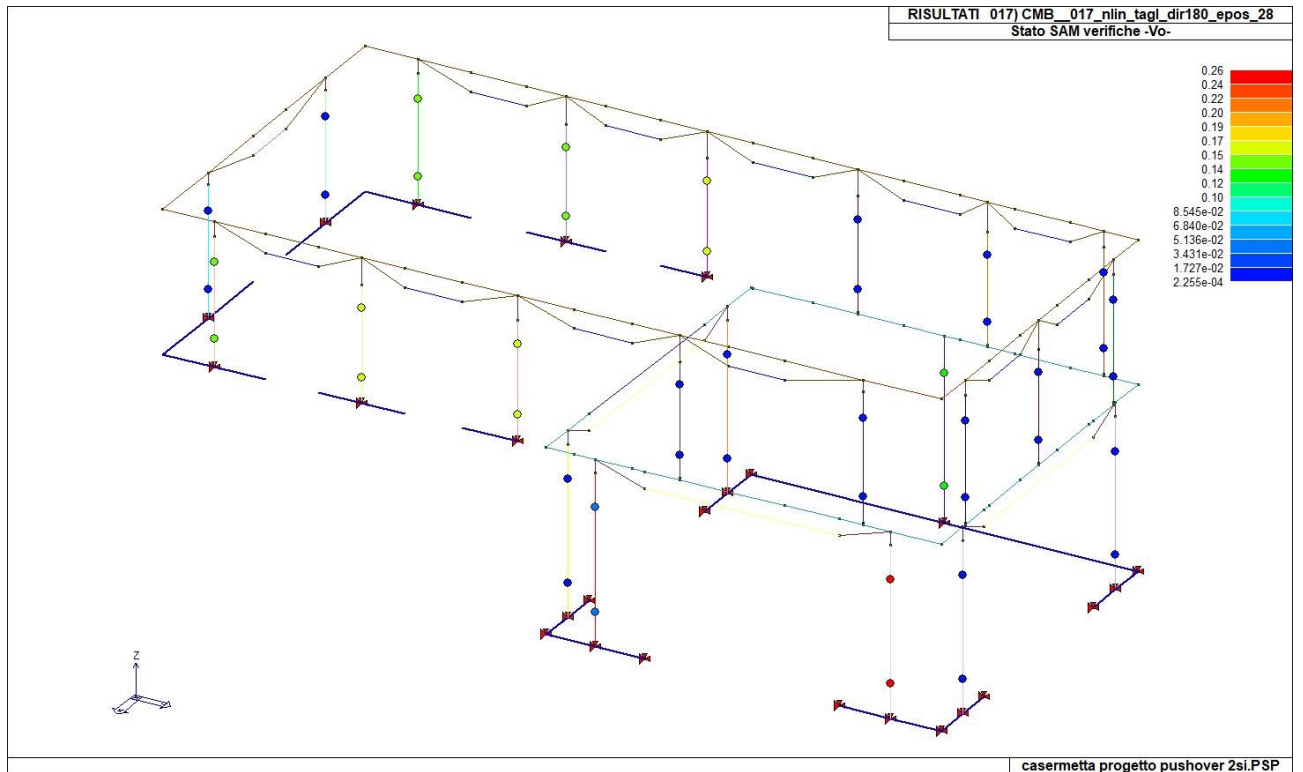 RISULTATI 017) CMB__017_nlin_tagl_dir180_epos_28
Stato SAM verifiche -Vo-
0.26
0.24
0.22
0.20
0.19
0.17
0.15
0.14
0.12
0.10
8.545e-02
6.840e-02
5.136e-02
3.431e-02
1.727e-02
2.255e-04
Z
casermetta progetto pushover 2si.PSP